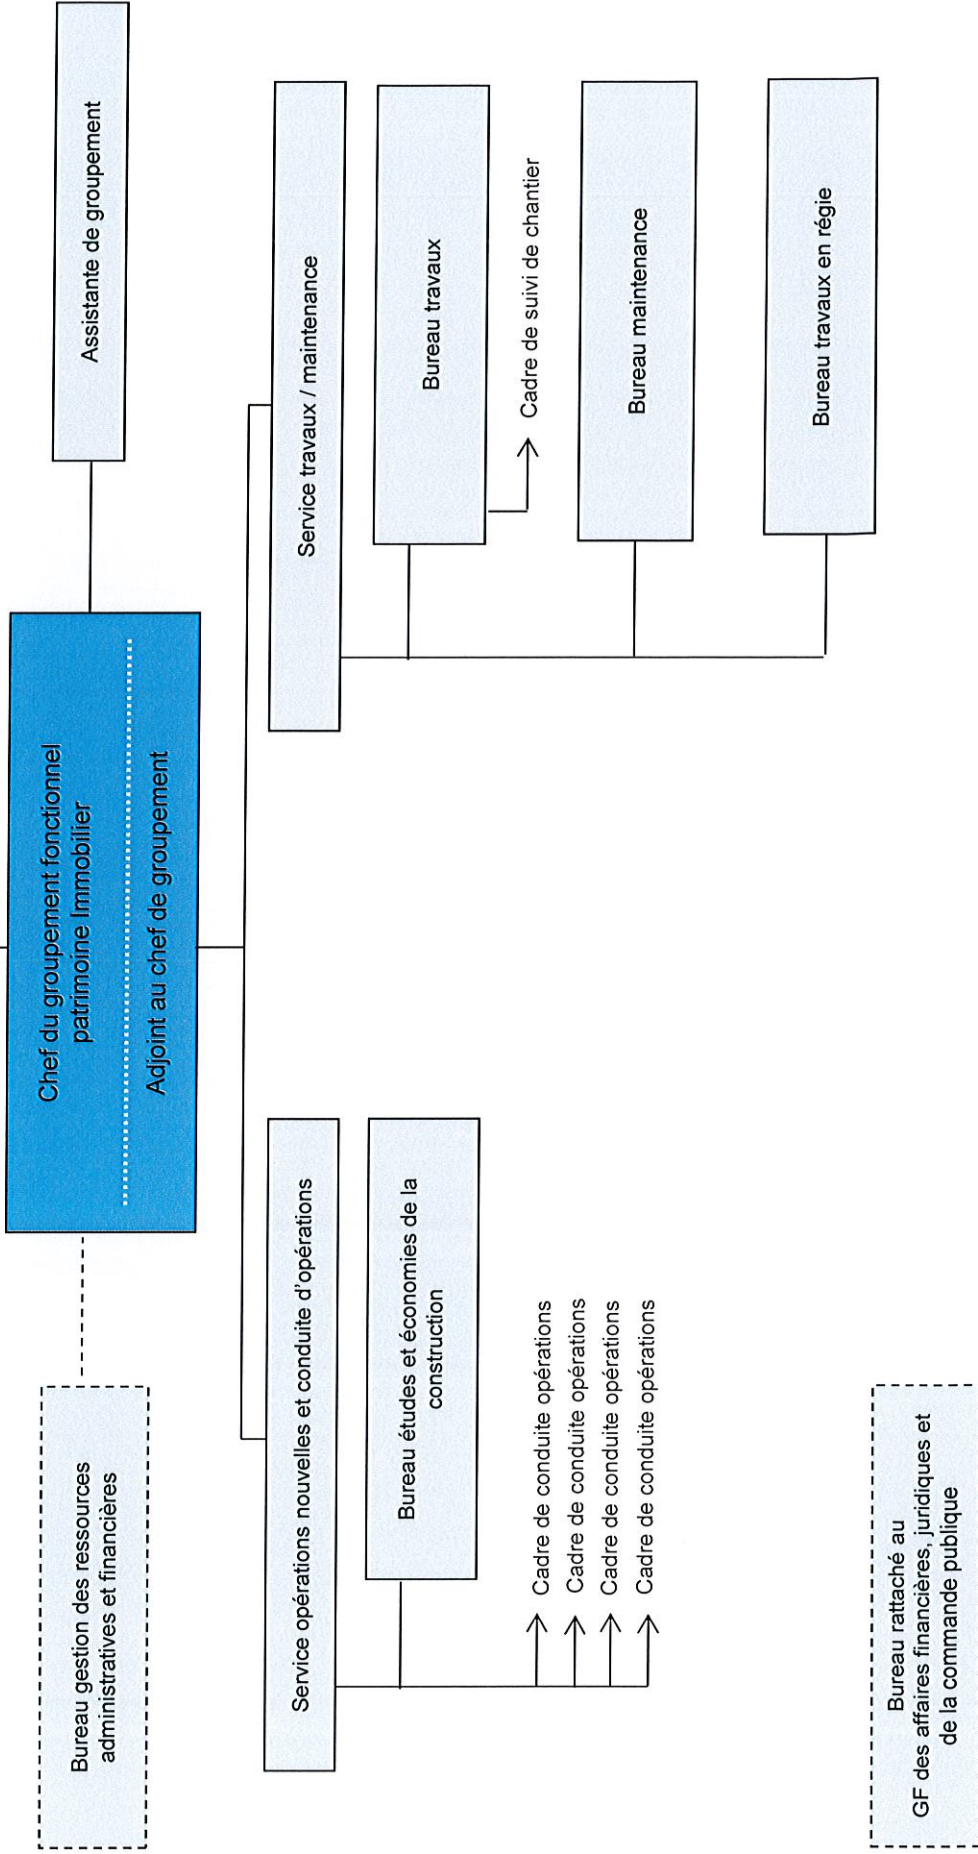 Chef du groupement fonctionnel
patrimoine Immobilier
Adjoint au chef de groupement
Bureau gestion des ressources
administratives et financières
Assistante de groupement
Service opérations nouvelles et conduite d'opérations
Bureau études et économies de la
construction
Cadre de conduite opérations
Cadre de conduite opérations
Cadre de conduite opérations
Cadre de conduite opérations
Service travaux / maintenance
Bureau travaux
Cadre de suivi de chantier
Bureau maintenance
Bureau travaux en régie
Bureau rattaché au
GF des affaires financières, juridiques et
de la commande publique